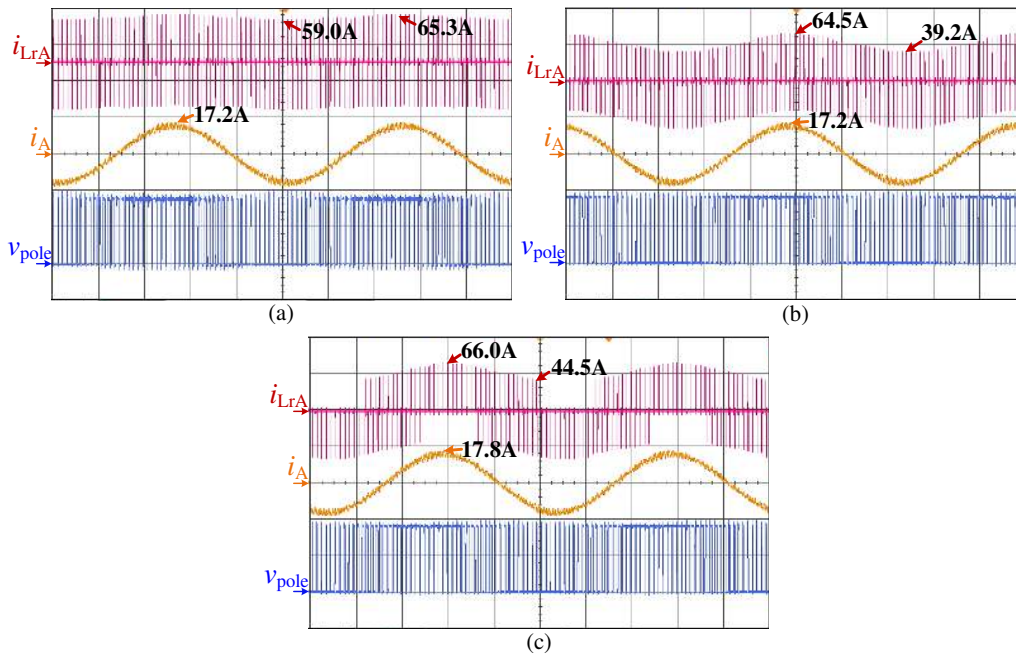 59.0A
65.3A
iLrA
17.2A
iA
vpole
(a)
64.5A
39.2A
iLrA
17.2A
iA
vpole
(b)
66.0A
44.5A
iLrA
17.8A
iA
vpole
(c)